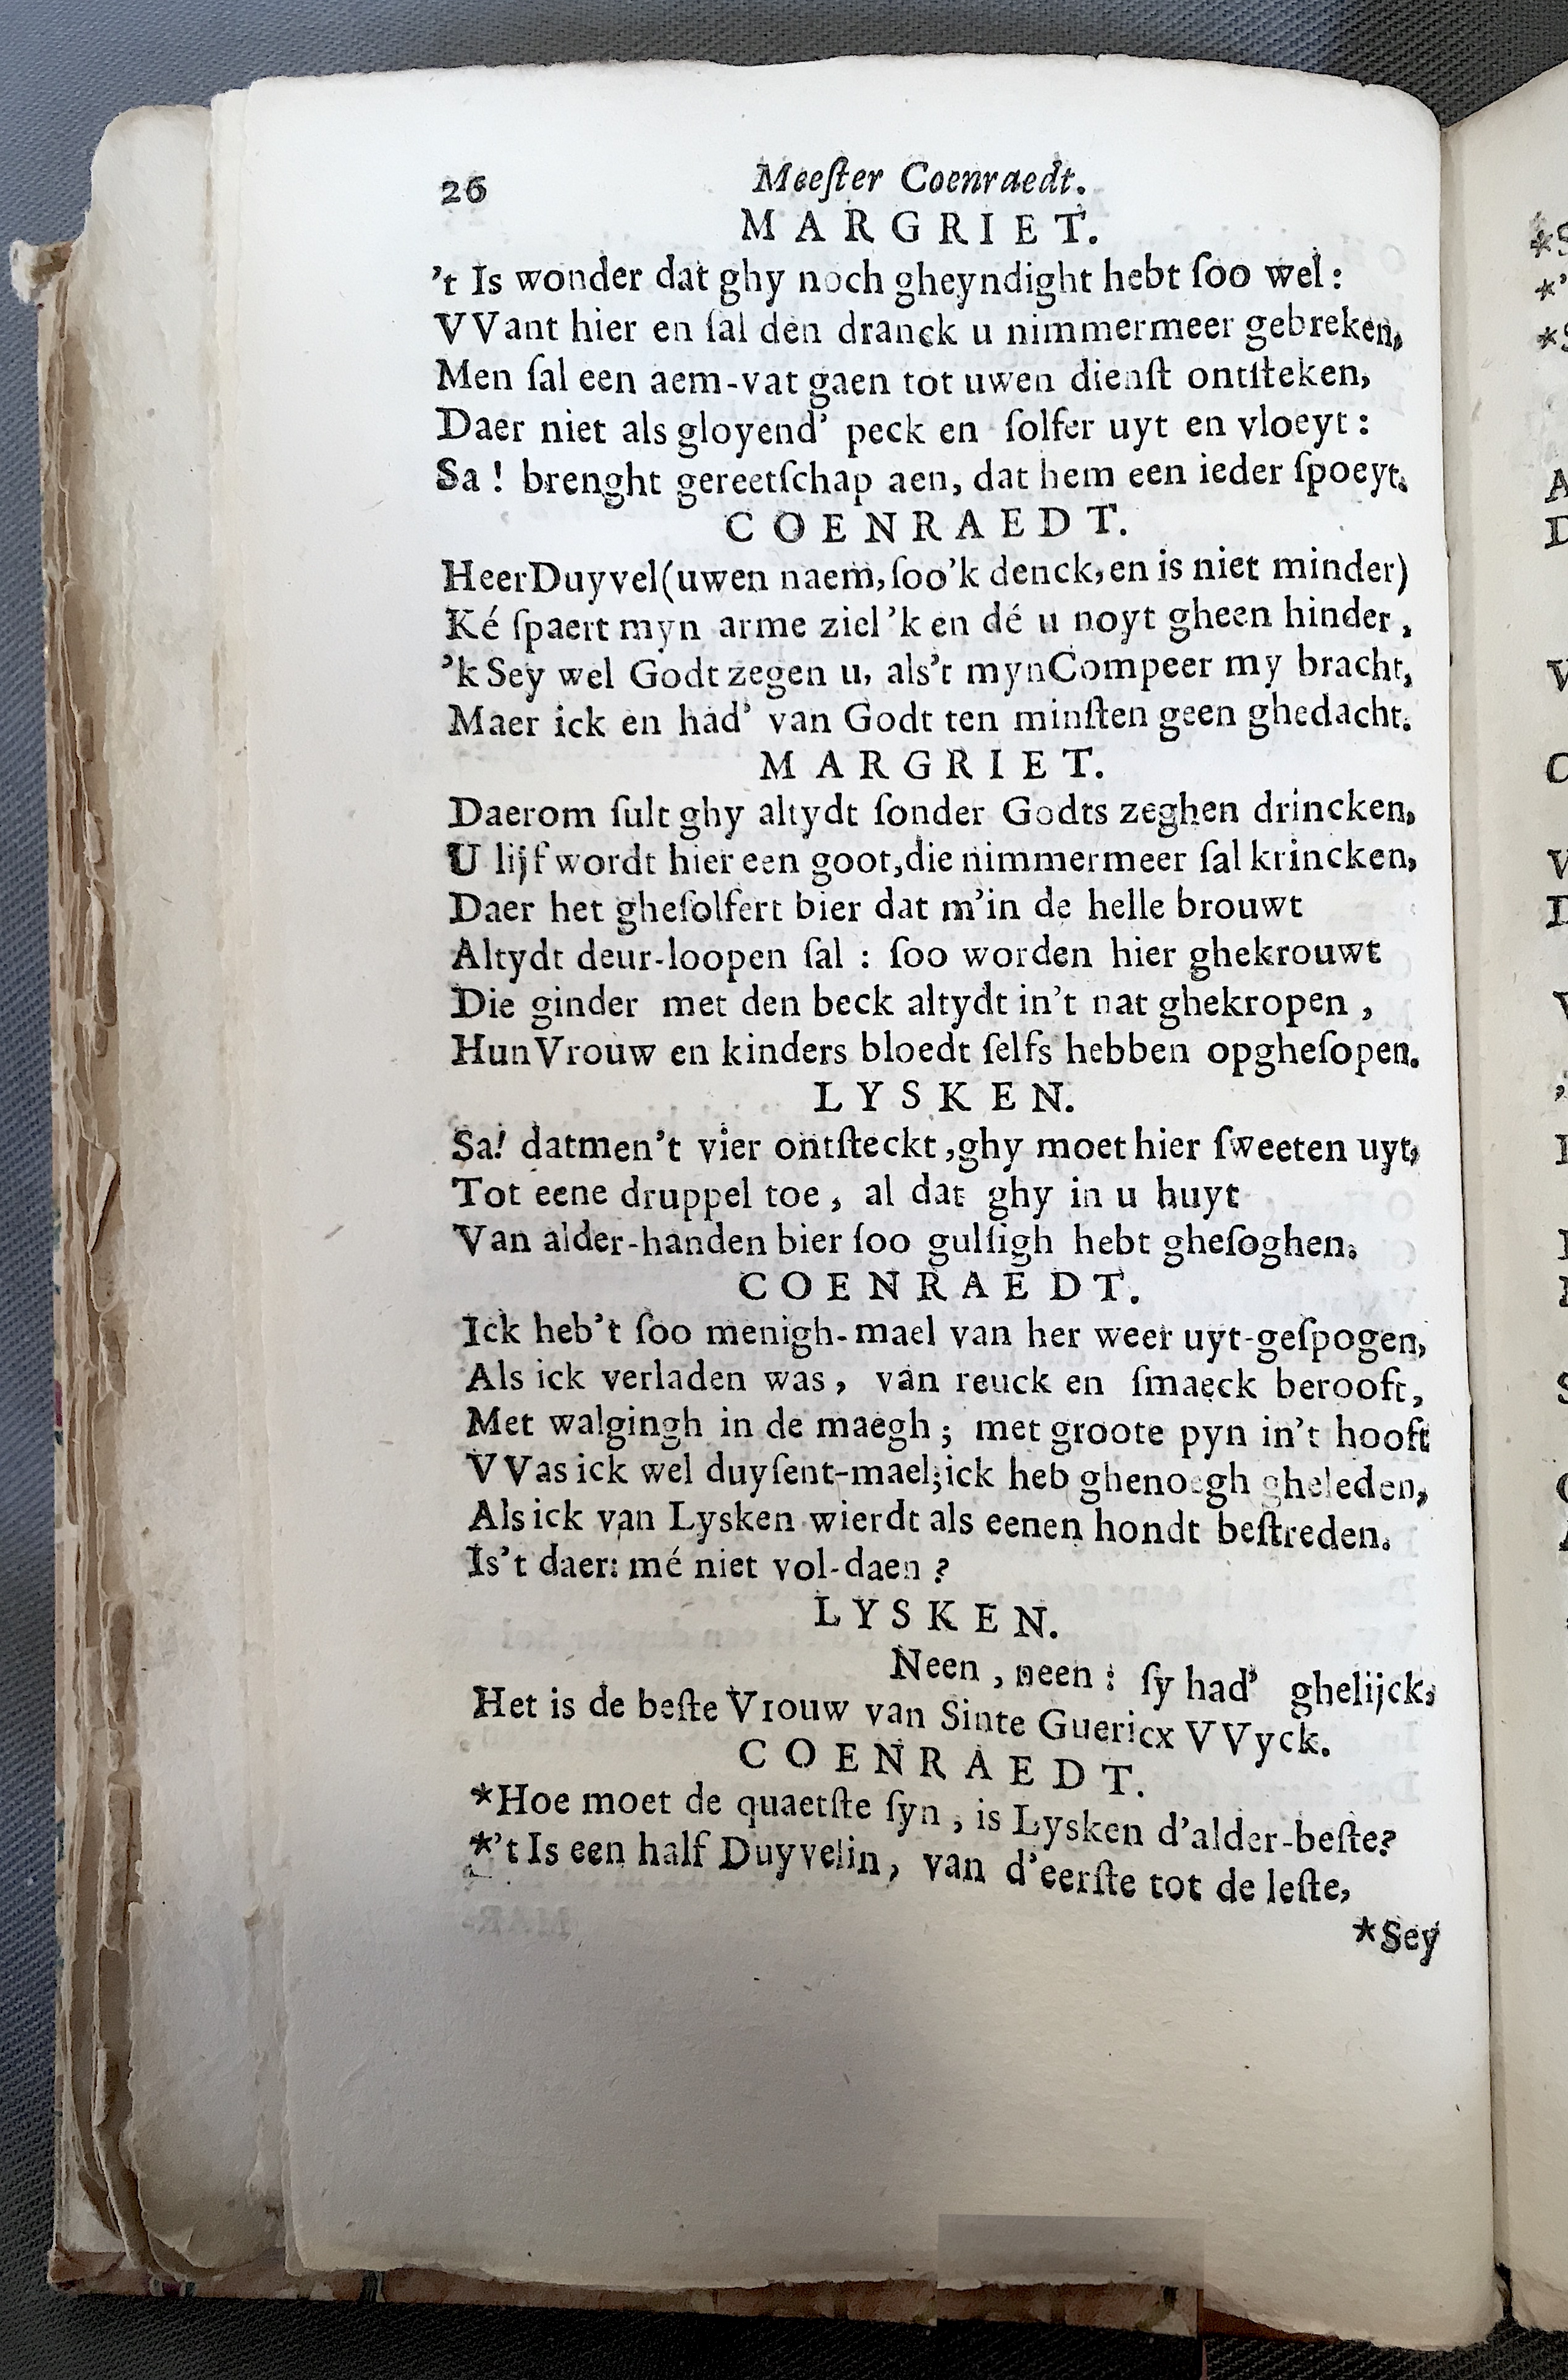 26 Meeſter Coenraedt.
MARGRIET.
't Is wonder dat ghy noch gheyndight hebt ſoo wel:
VVant hier en ſal den dranck u nimmermeer gebreken,
Men ſal een aem-vat gaen tot uwen dienſt ontſteken,
Daer niet als gloyend' peck en ſolfer uyt en vloeyt:
Sa! brenght gereetſchap aen, dat hem een ieder ſpoeyt.
COENRAEDT.
Heer Duyvel (uwen naem, ſoo'k denck, en is niet minder)
Ké ſpaert myn arme ziel 'k en dé u noyt gheen hinder,
'k Sey wel Godt zegen u, als't myn Compeer my bracht,
Maer ick en had' van Godt ten minſten geen ghedacht.
MARGRIET.
Daerom ſult ghy altydt ſonder Godts zeghen drincken,
U lijf wordt hier een goot, die nimmermeer ſal krincken,
Daer het gheſolfert bier dat m'in de helle brouwt
Altydt deur-loopen ſal : ſoo worden hier ghekrouwt
Die ginder met den beck altydt in't nat ghekropen,
Hun Vrouw en kinders bloedt ſelfs hebben opgheſopen.
LYSKEN.
Sa! datmen't vier ontſteckt, ghy moet hier ſweeten uyt,
Tot eene druppel toe, al dat ghy in u huyt
Van alder-handen bier ſoo gulſigh hebt gheſoghen.
COENRAEDT.
Ick heb't ſoo menigh-mael van her weer uyt-geſpogen,
Als ick verladen was, van reuck en ſmaeck berooft,
Met walgingh in de maegh; met groote pyn in't hooft
VVas ick wel duyſent-mael; ick heb ghenoegh gheleden,
Als ick van Lysken wierdt als eenen hondt beſtreden.
Is't daer: mé niet vol-daen?
LYSKEN.
Neen, neen: ſy had' ghelijck,
Het is de beſte Vrouw van Sinte Guericx VVyck.
COENRAEDT.
*Hoe moet de quaetſte ſyn, is Lysken d'alder-beſte?
*'t Is een half Duyvelin, van d'eerſte tot de leſte,
*Sey